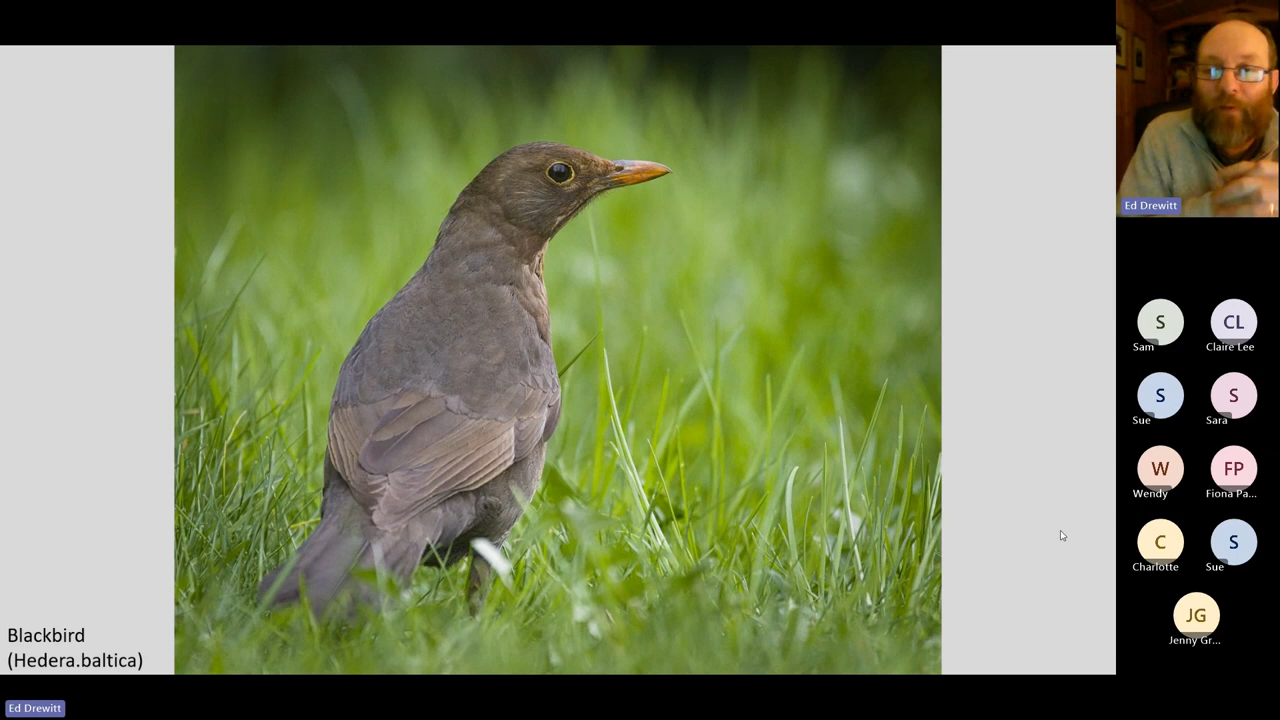 Ed Drewitt
S
CL
Sam
Claire Lee
S
S
Sue
Sara
W
FP
Wendy
Fiona Pa...
C
S
Charlotte
Sue
JG
Jenny Gr...
Blackbird
(Hedera.baltica)
Ed Drewitt